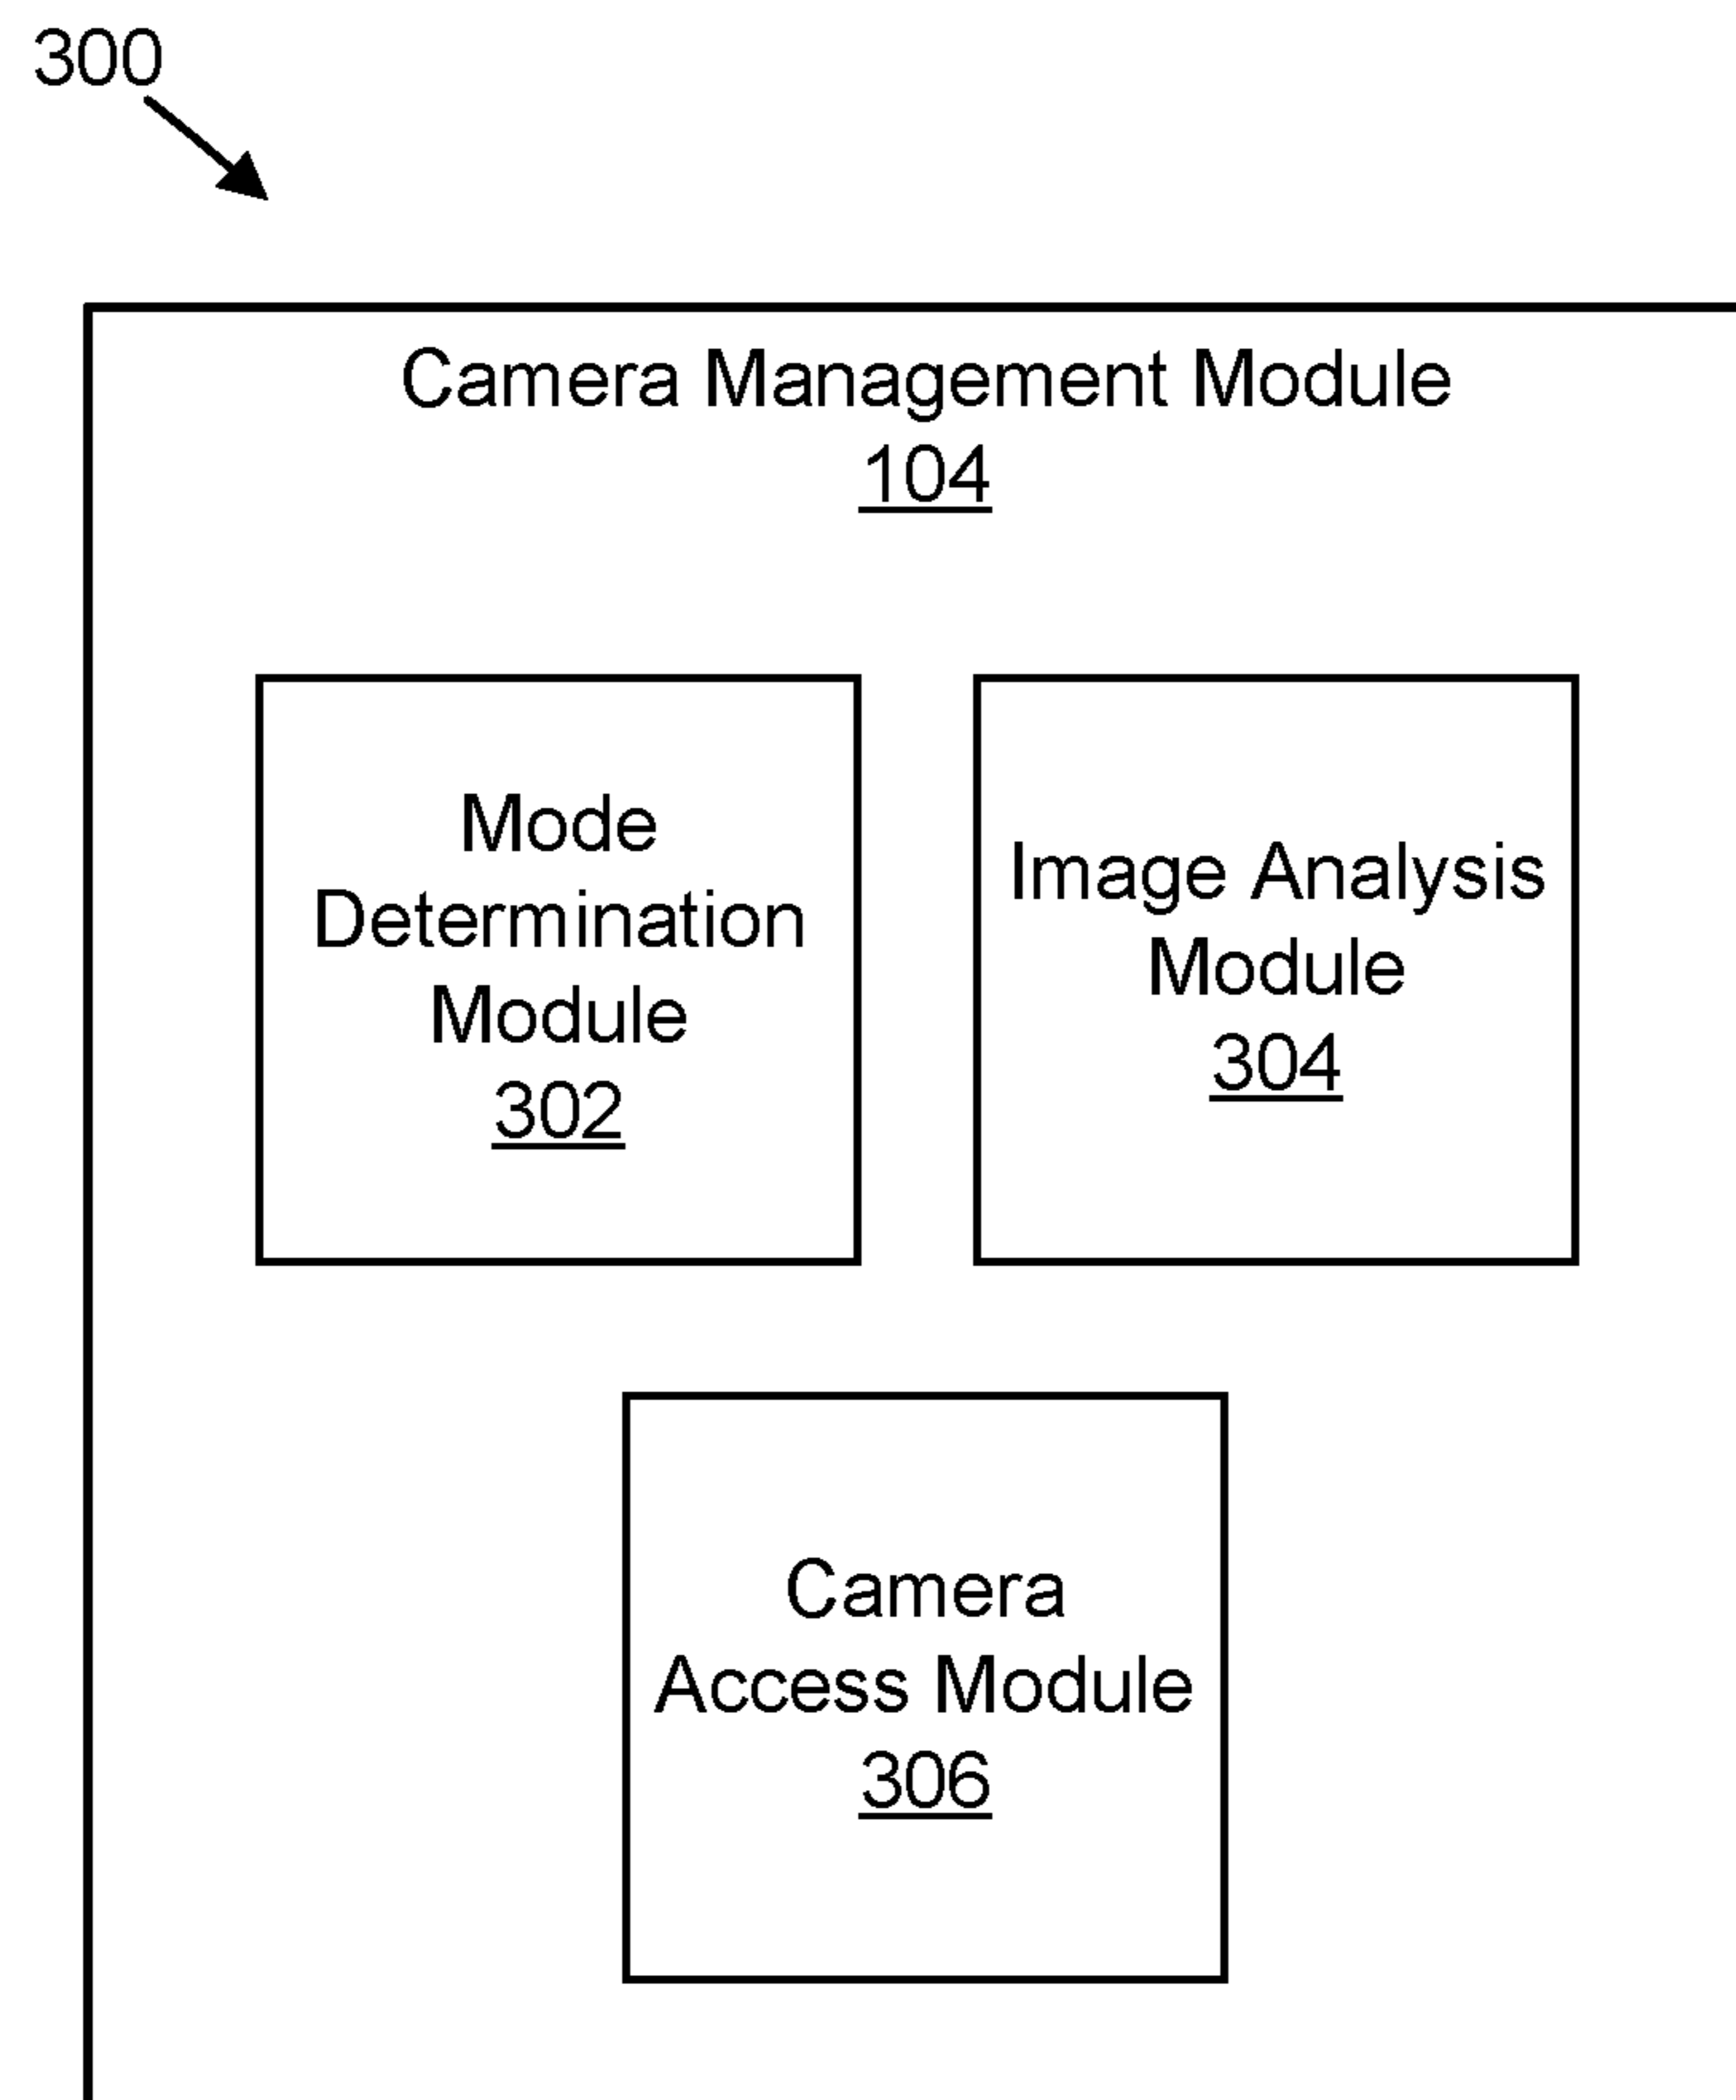 300
Camera Management Module
104
Mode
Determination
Module
302
Image Analysis
Module
304
Camera
Access Module
306